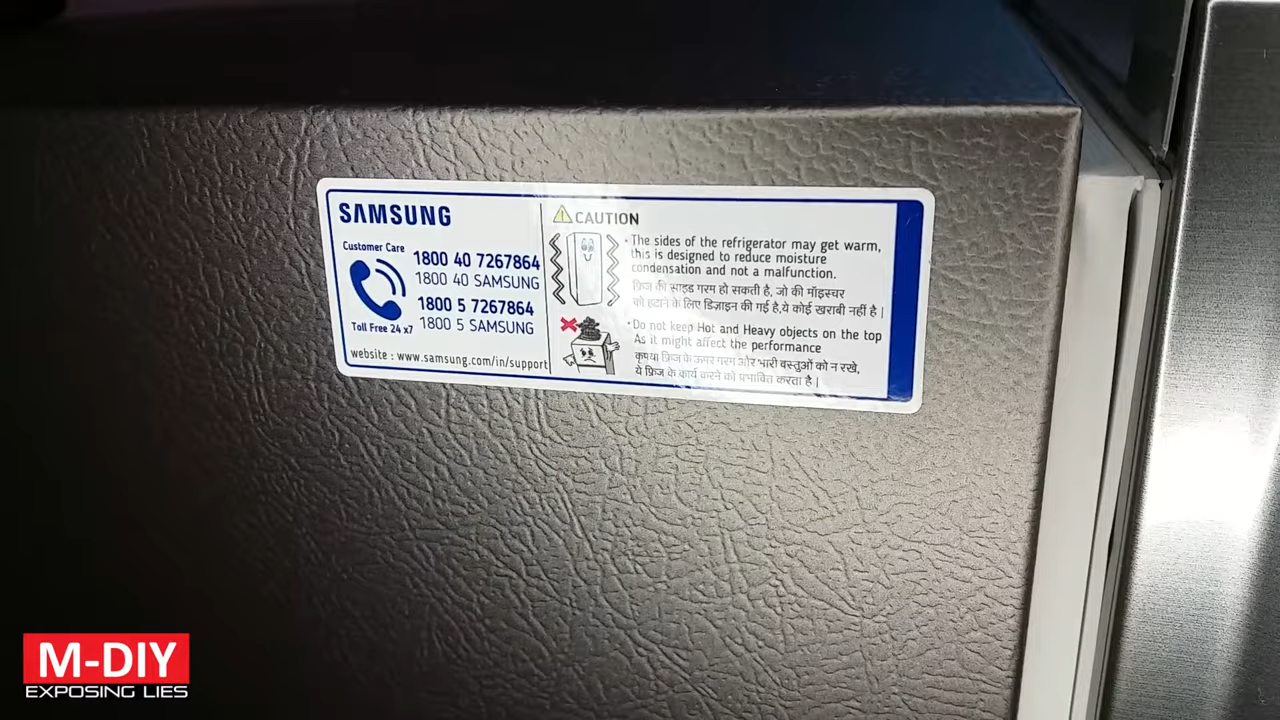 SAMSUNG
Customer Care
1800 40 7267864
1800 40 SAMSUNG
1800 5 7267864
1800 5 SAMSUNG
Toll Free 24 x7
website : www.samsung.com/in/support
CAUTION
· The sides of the refrigerator may get warm,
this is designed to reduce moisture
condensation and not a malfunction.
फ्रिज की साइड गरम हो सकती है, जो की मॉइस्चर
को हटाने के लिए डिज़ाइन की गई है,ये कोई खराबी नहीं है |
· Do not keep Hot and Heavy objects on the top
As it might affect the performance
कृपया फ्रिज के ऊपर गरम और भारी वस्तुओं को न रखे,
ये फ्रिज के कार्य करने को प्रभावित करता है |
M-DIY
EXPOSING LIES